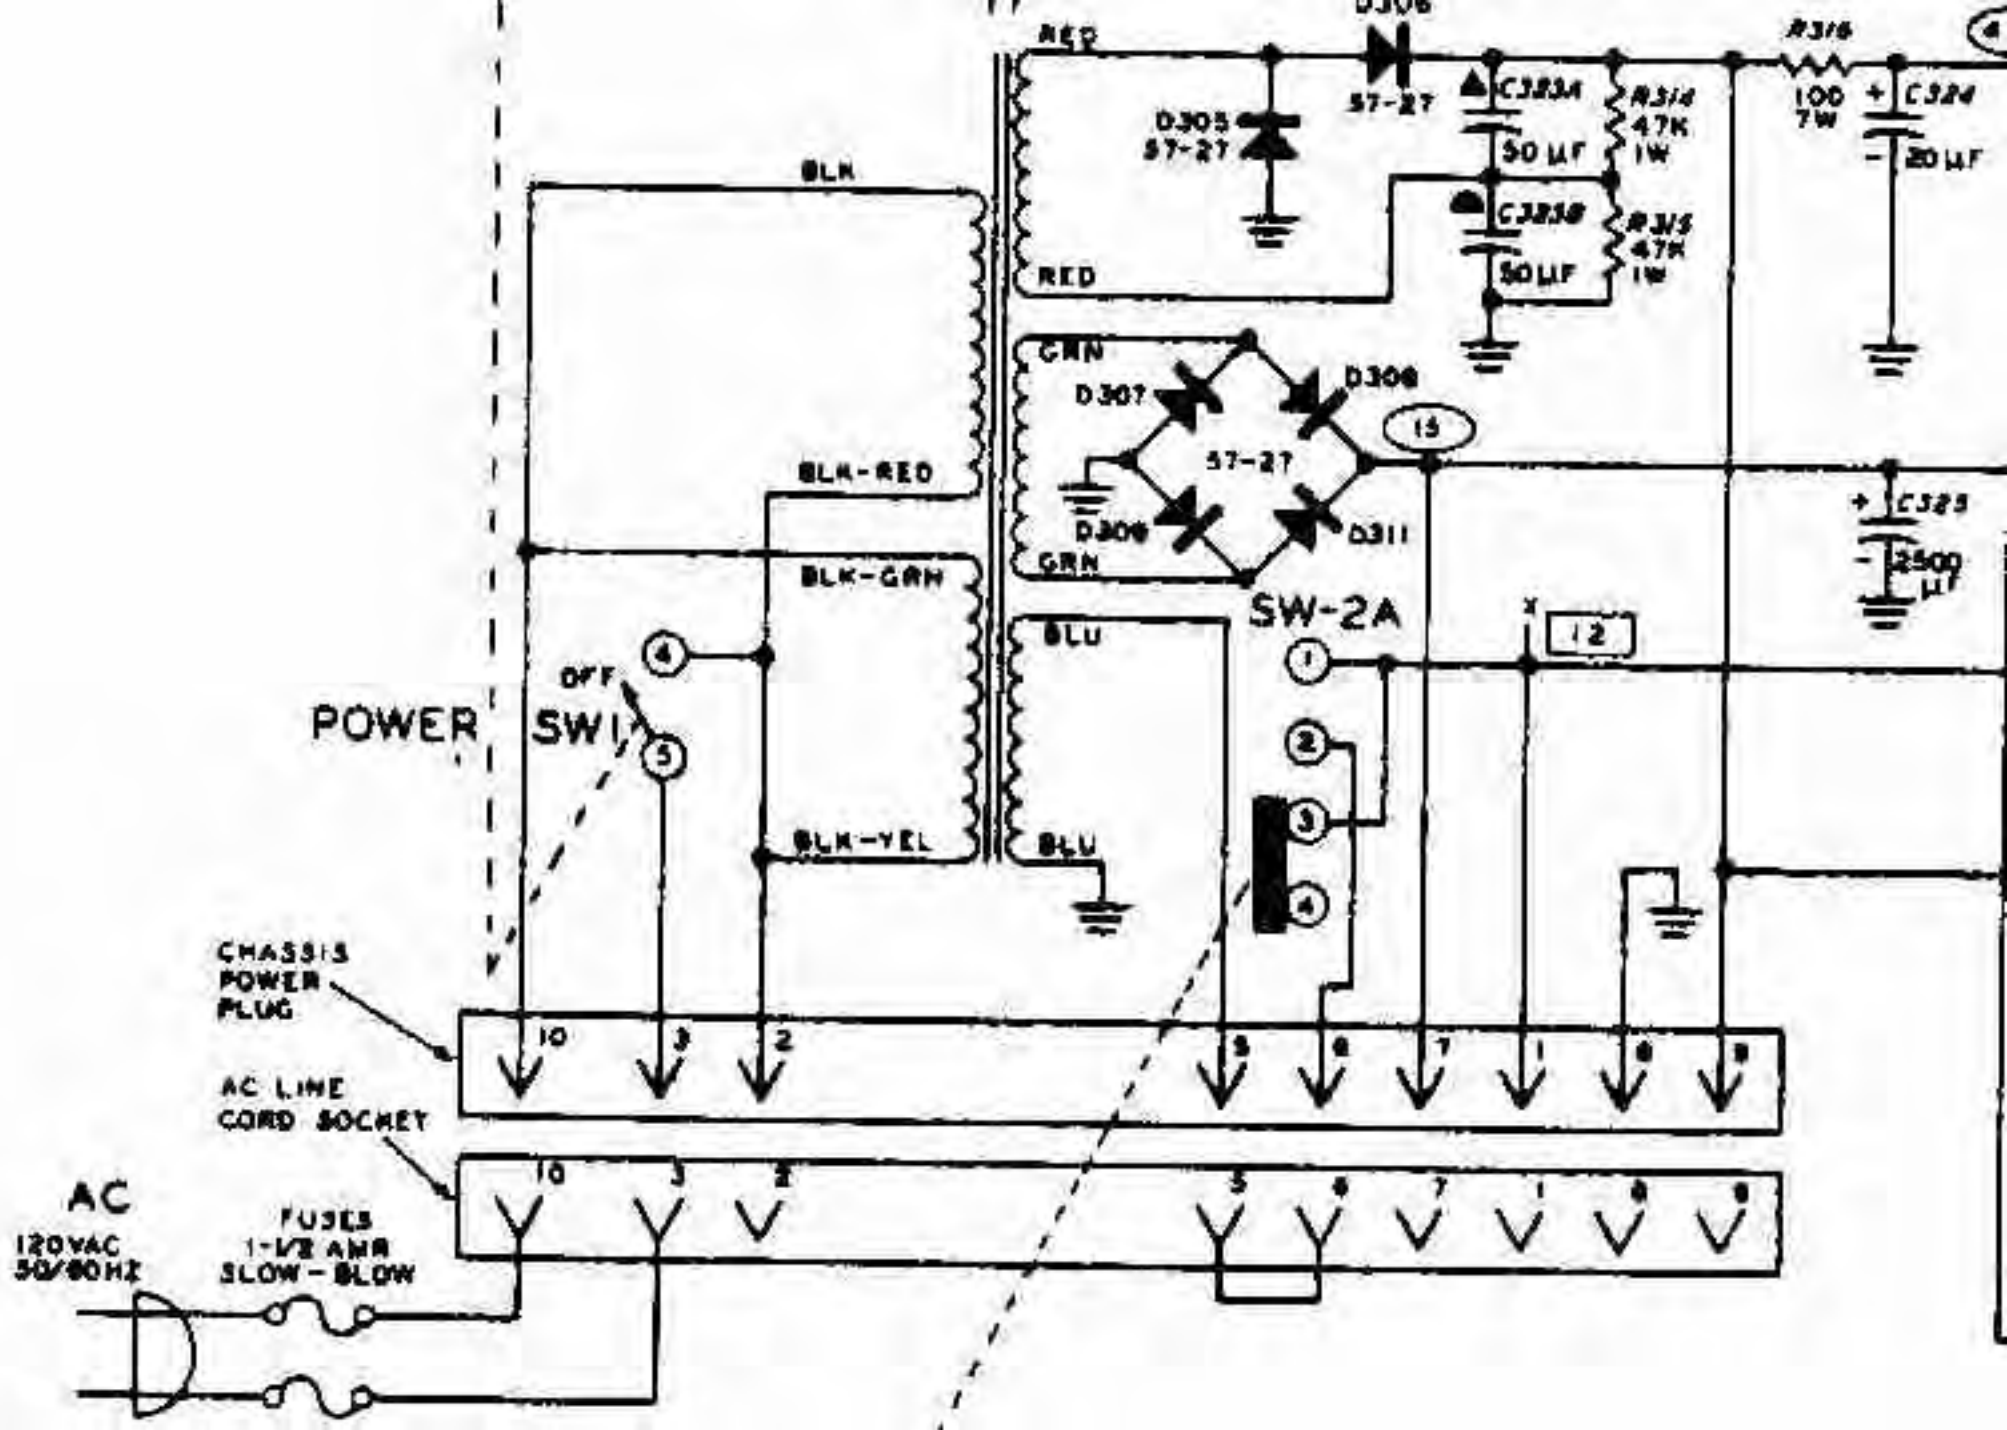 RED
D306
57-27
D305
57-27
C323A
50 µF
R314
47K
1W
R316
100
7W
+
C324
-
20 µF
BLK
C323B
50 µF
R315
47K
1W
RED
GRN
D307
D308
57-27
15
BLK-RED
D309
D311
GRN
+
C325
-
2500
µF
BLK-GRN
SW-2A
BLU
X
12
1
4
OFF
POWER
SW1
5
2
3
BLK-YEL
BLU
4
CHASSIS
POWER
PLUG
10
3
2
5
6
7
1
8
9
AC LINE
CORD SOCKET
10
3
2
5
6
7
1
8
9
AC
120VAC
50/60HZ
FUSES
1-1/2 AMP
SLOW-BLOW